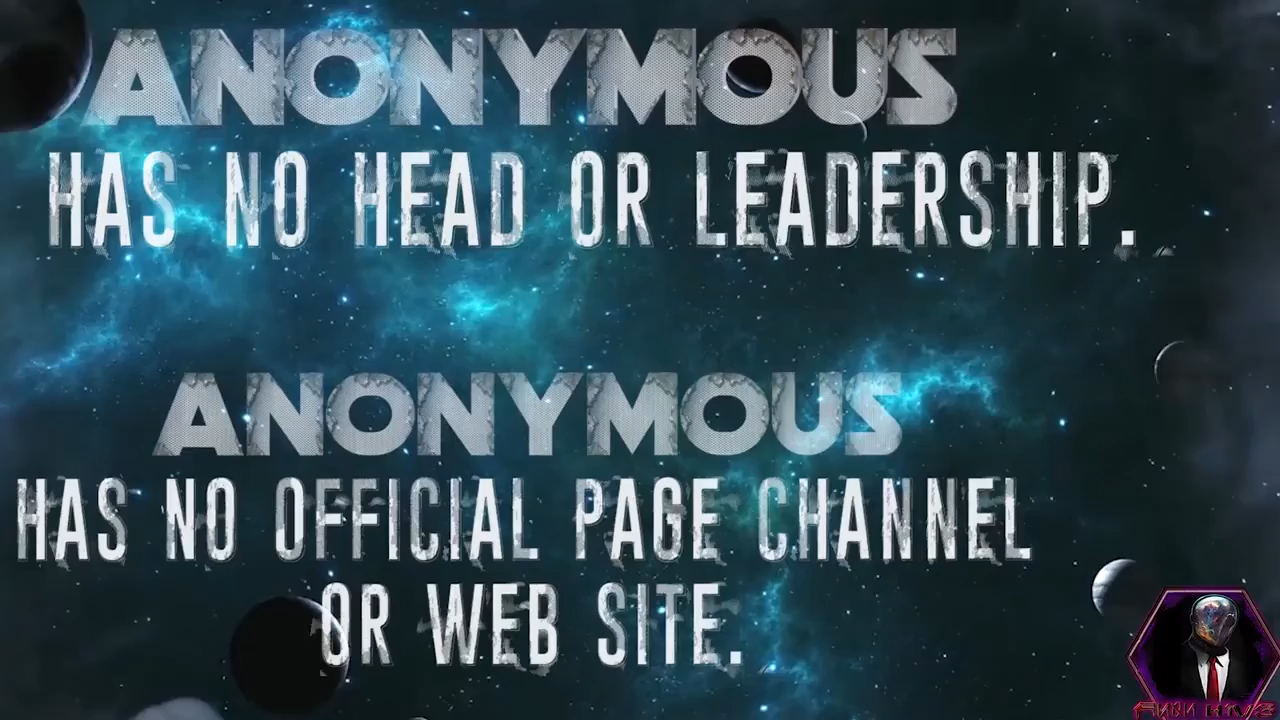 ANONYMOUS
HAS NO HEAD OR LEADERSHIP.
ANONYMOUS
HAS NO OFFICIAL PAGE CHANNEL
OR WEB SITE.